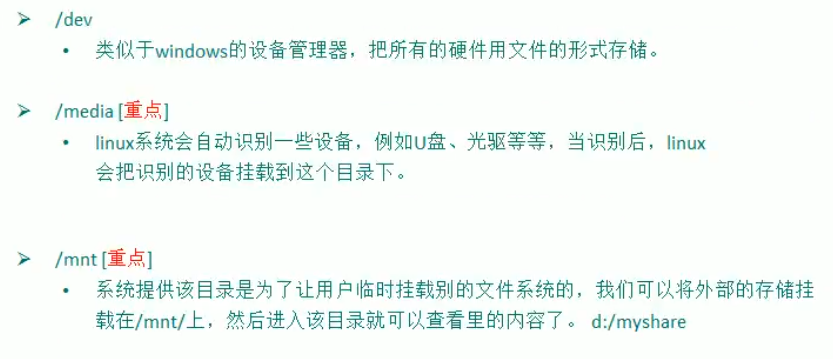 ➢ /dev
• 类似于windows的设备管理器，把所有的硬件用文件的形式存储。
➢ /media [重点]
• linux系统会自动识别一些设备，例如U盘、光驱等等，当识别后，linux
会把识别的设备挂载到这个目录下。
➢ /mnt [重点]
• 系统提供该目录是为了让用户临时挂载别的文件系统的，我们可以将外部的存储挂
载在/mnt/上，然后进入该目录就可以查看里的内容了。 d:/myshare